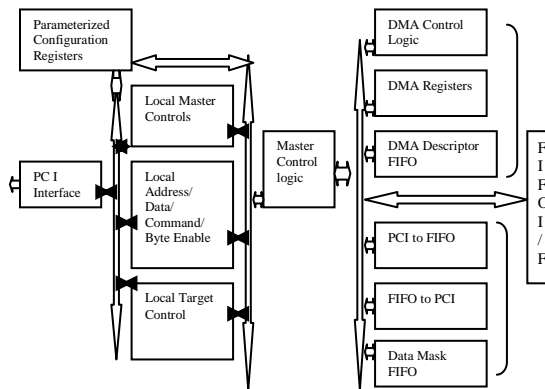 Parameterized
Configuration
Registers
Local Master
Controls
PC I
Interface
Local
Address/
Data/
Command/
Byte Enable
Local Target
Control
Master
Control
logic
DMA Control
Logic
DMA Registers
DMA Descriptor
FIFO
PCI to FIFO
FIFO to PCI
Data Mask
FIFO
F
I
F
O
I
/
F